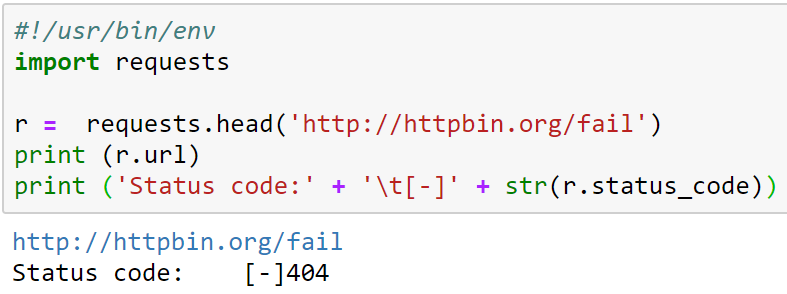 #!/usr/bin/env
import requests
r =  requests.head('http://httpbin.org/fail')
print (r.url)
print ('Status code:' + '\t[-]' + str(r.status_code))
http://httpbin.org/fail
Status code:    [-]404